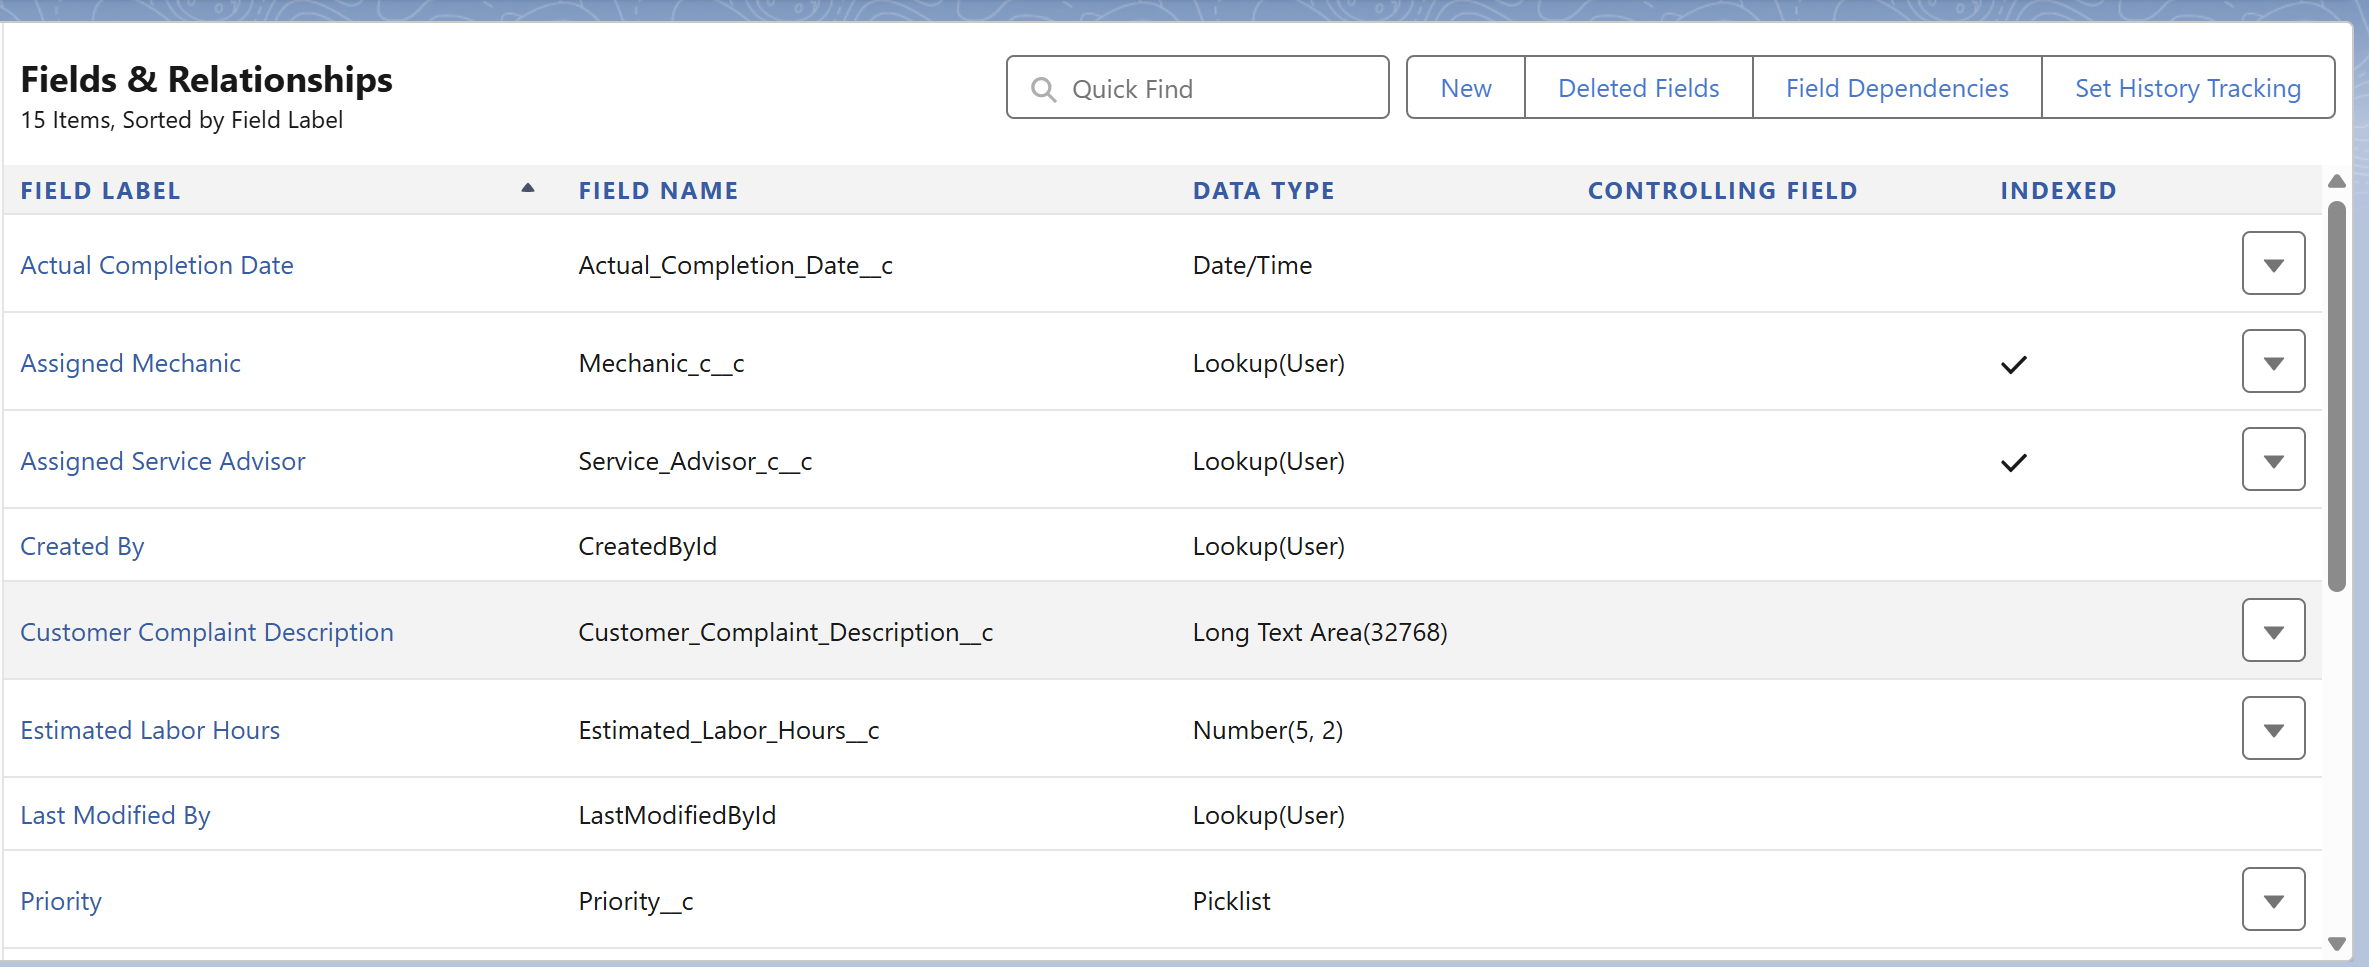 Fields & Relationships
15 Items, Sorted by Field Label
Quick Find
New
Deleted Fields
Field Dependencies
Set History Tracking
FIELD LABEL FIELD NAME DATA TYPE CONTROLLING FIELD INDEXED
Actual Completion Date Actual_Completion_Date__c Date/Time
Assigned Mechanic Mechanic_c__c Lookup(User)
Assigned Service Advisor Service_Advisor_c__c Lookup(User)
Created By CreatedById Lookup(User)
Customer Complaint Description Customer_Complaint_Description__c Long Text Area(32768)
Estimated Labor Hours Estimated_Labor_Hours__c Number(5, 2)
Last Modified By LastModifiedById Lookup(User)
Priority Priority__c Picklist